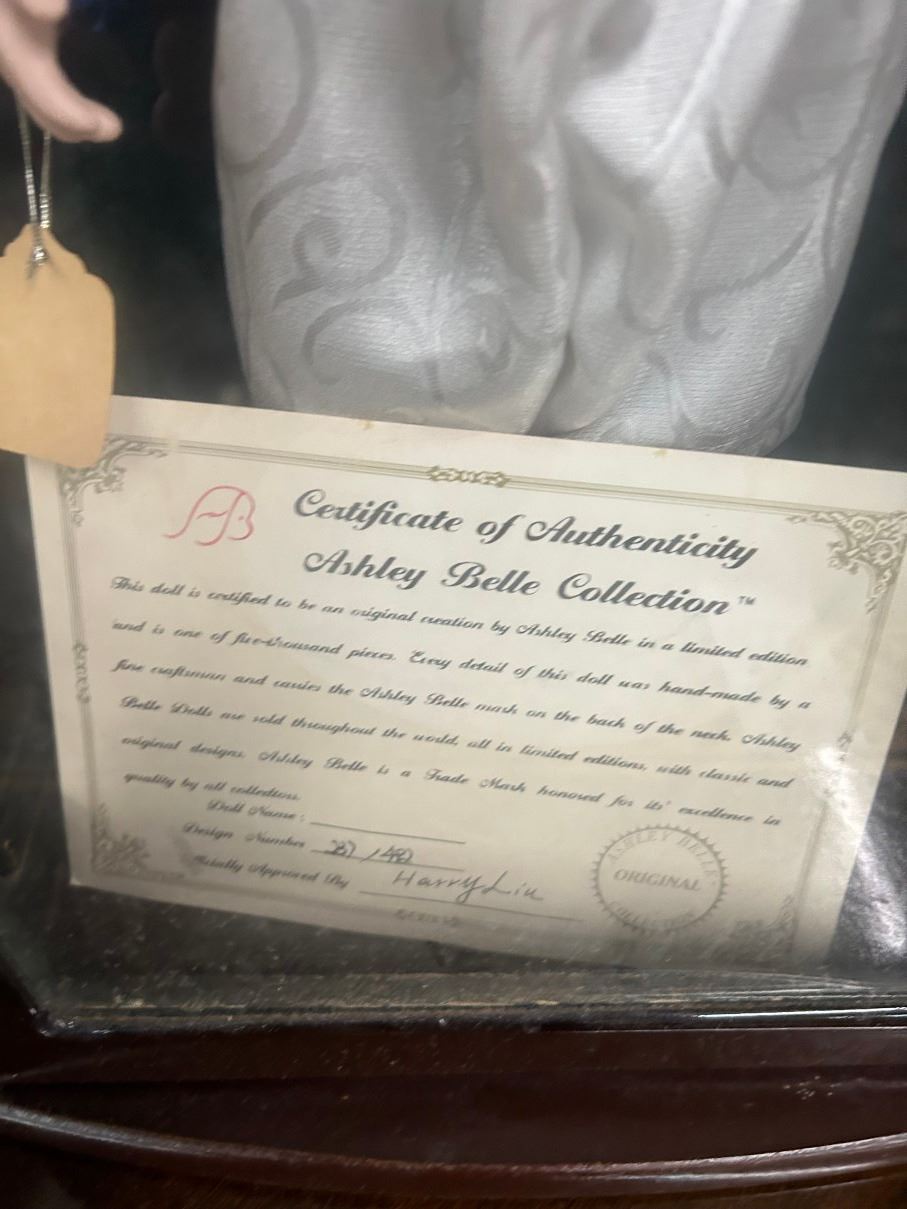 AB
Certificate of Authenticity
Ashley Belle Collection™
This doll is certified to be an original creation by Ashley Belle in a limited edition
and is one of five-thousand pieces. Every detail of this doll was hand-made by a
fine craftsman and carries the Ashley Belle mark on the back of the neck. Ashley
Belle Dolls are sold throughout the world, all in limited editions, with classic and
original designs. Ashley Belle is a Trade Mark honored for its' excellence in
quality by all collectors.
Doll Name:
Design Number
Approved By Harry Liu
ASHLEY BELLE
ORIGINAL
COLLECTION